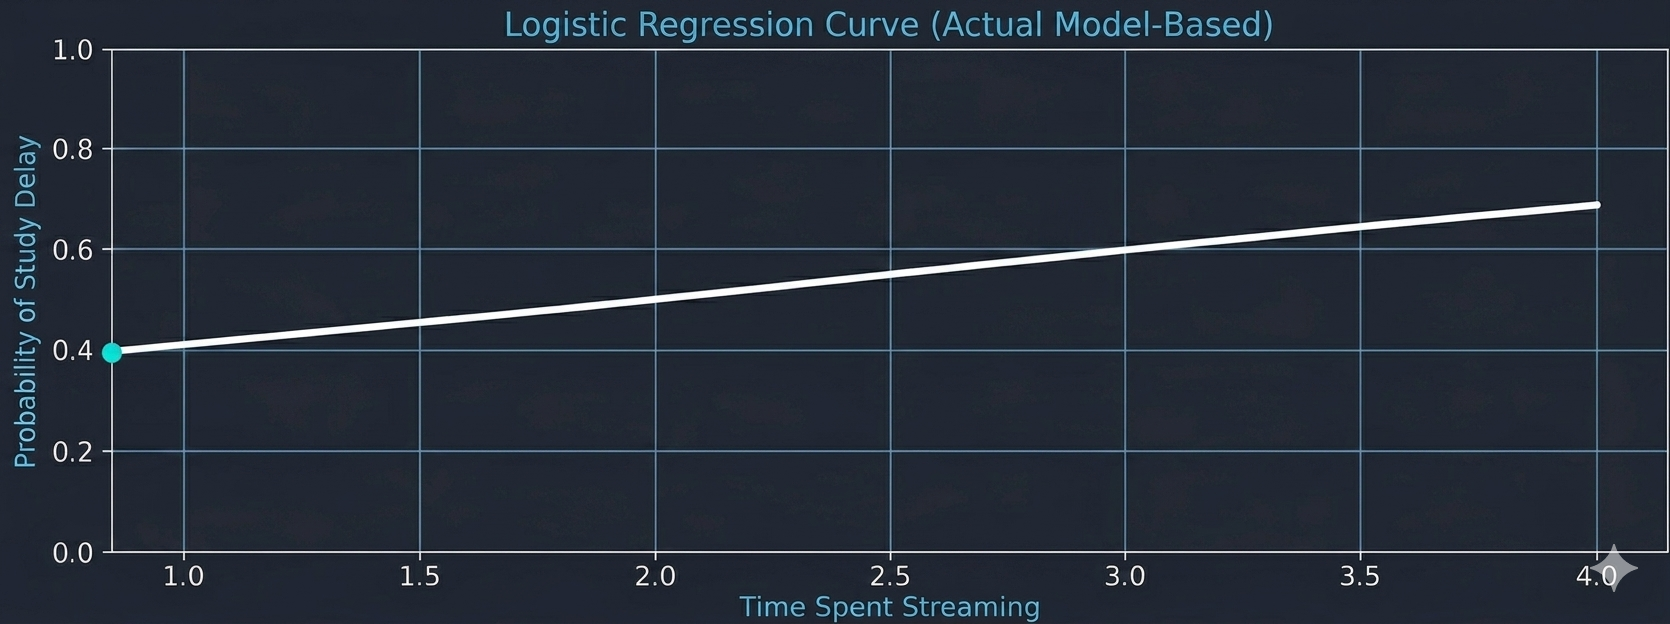 Logistic Regression Curve (Actual Model-Based)
Probability of Study Delay
1.0
0.8
0.6
0.4
0.2
0.0
1.0 1.5 2.0 2.5 3.0 3.5 4.0
Time Spent Streaming